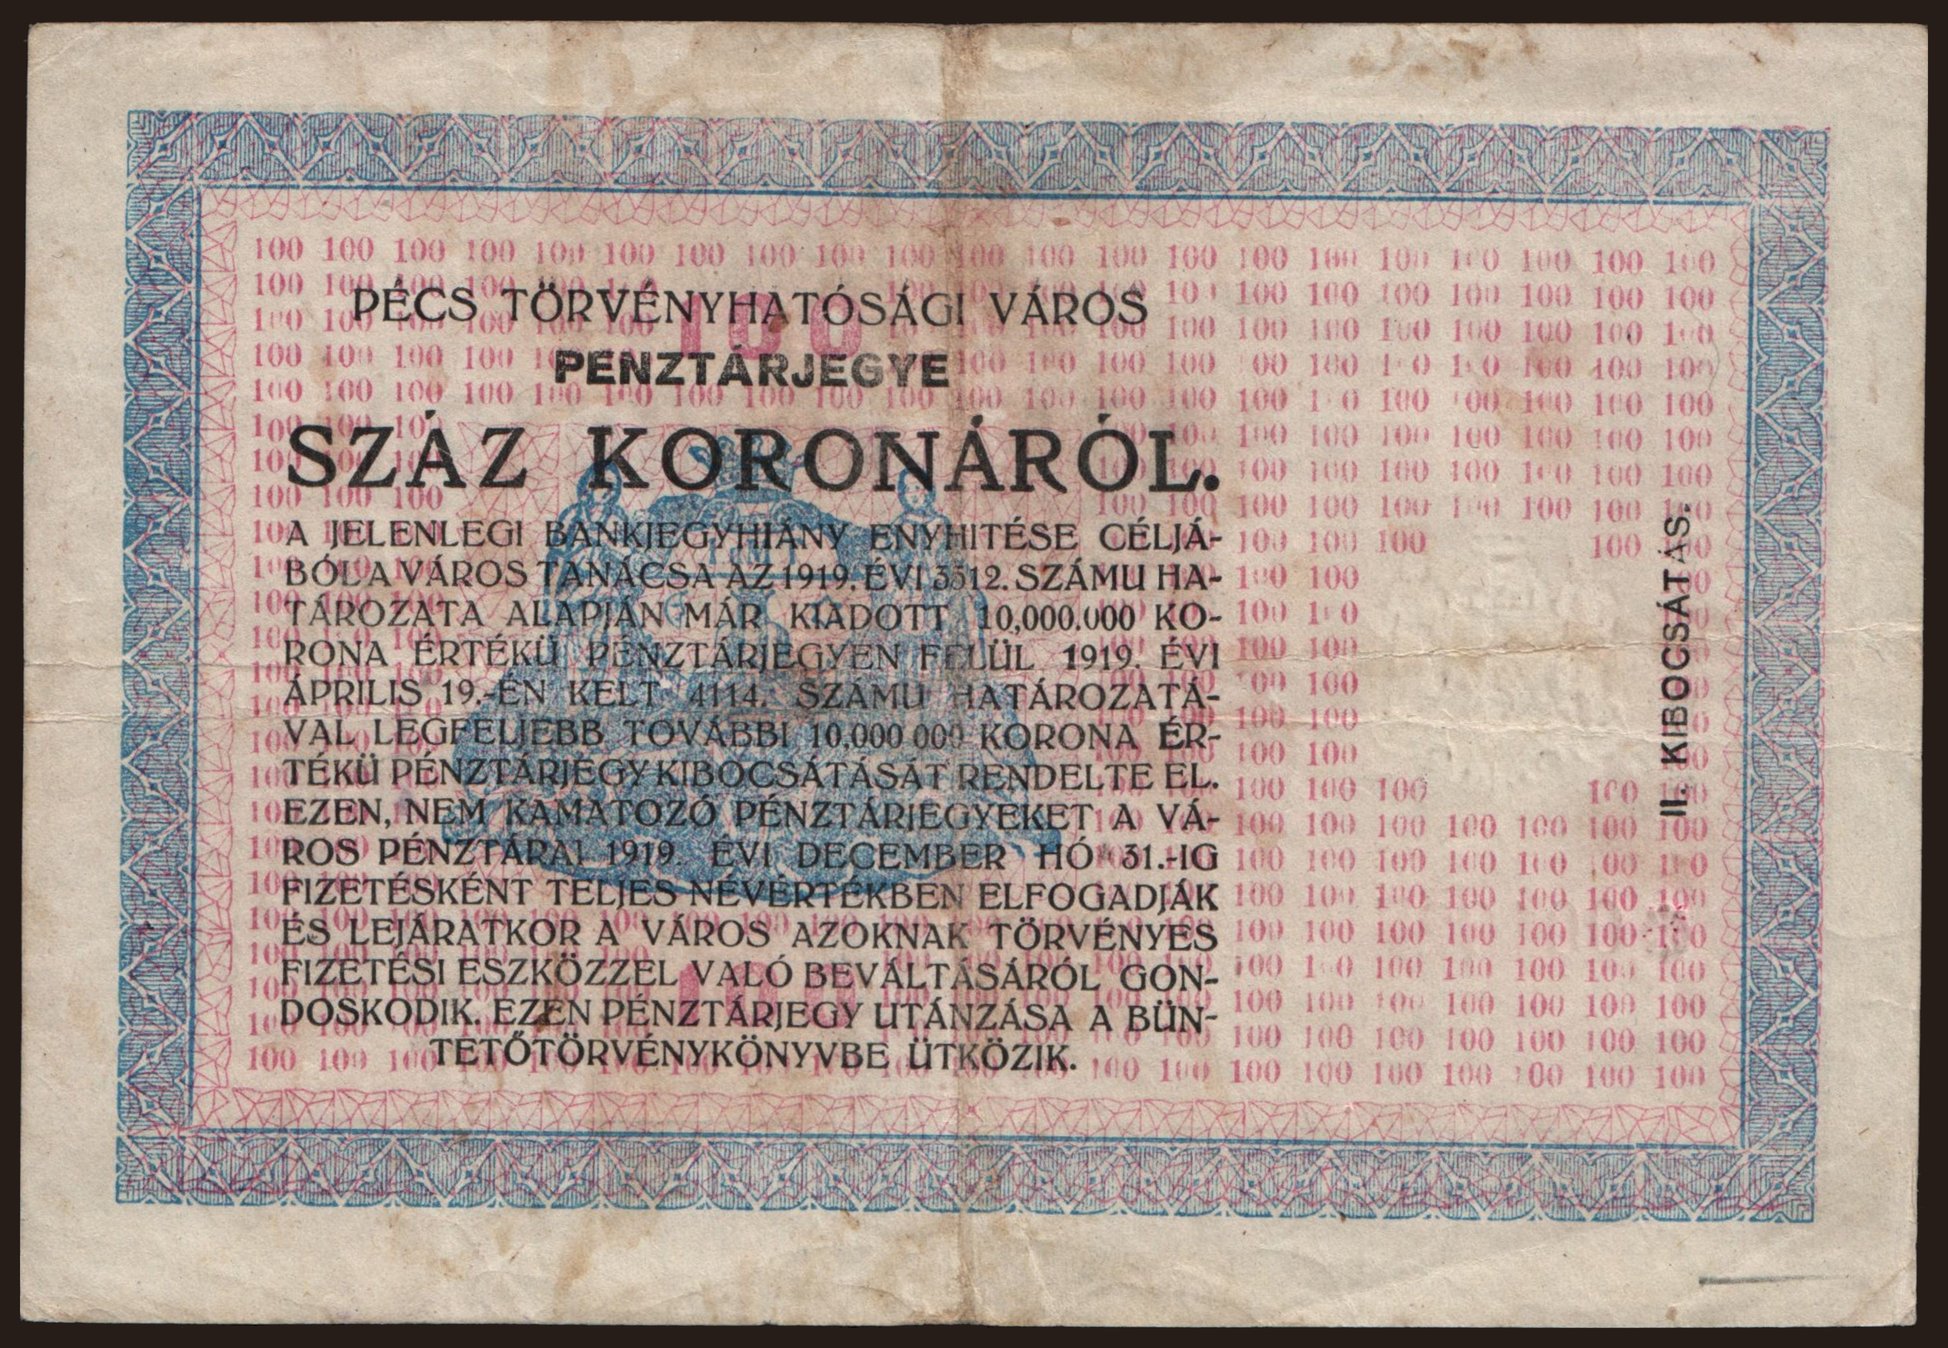 PÉCS TÖRVÉNYHATÓSÁGI VÁROS
PENZTÁRJEGYE
SZÁZ KORONÁRÓL.
A JELENLEGI BANKJEGYHIÁNY ENYHITÉSE CÉLJÁ-
BÓL A VÁROS TANÁCSA AZ 1919. ÉVI 3512. SZÁMU HA-
TÁROZATA ALAPJÁN MÁR KIADOTT 10,000.000 KO-
RONA ÉRTÉKÜ PÉNZTÁRJEGYEN FELÜL 1919. ÉVI
ÁPRILIS 19.-ÉN KELT 4114. SZÁMU HATÁROZATÁ-
VAL LEGFELJEBB TOVÁBBI 10,000 000 KORONA ÉR-
TÉKÜ PÉNZTÁRJEGY KIBOCSÁTÁSÁT RENDELTE EL.
EZEN, NEM KAMATOZÓ PÉNZTÁRJEGYEKET A VÁ-
ROS PÉNZTÁRAI 1919. ÉVI DECEMBER HÓ 31.-IG
FIZETÉSKÉNT TELJES NÉVÉRTÉKBEN ELFOGADJÁK
ÉS LEJÁRATKOR A VÁROS AZOKNAK TÖRVÉNYES
FIZETÉSI ESZKÖZZEL VALÓ BEVÁLTÁSÁRÓL GON-
DOSKODIK. EZEN PÉNZTÁRJEGY UTÁNZÁSA A BÜN-
TETŐTÖRVÉNYKÖNYVBE ÜTKÖZIK.
II. KIBOCSÁTÁS.
100
100